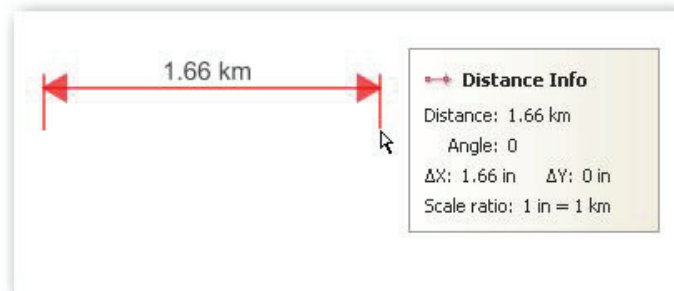 1.66 km
Distance Info
Distance: 1.66 km
Angle: 0
ΔX: 1.66 in ΔY: 0 in
Scale ratio: 1 in = 1 km